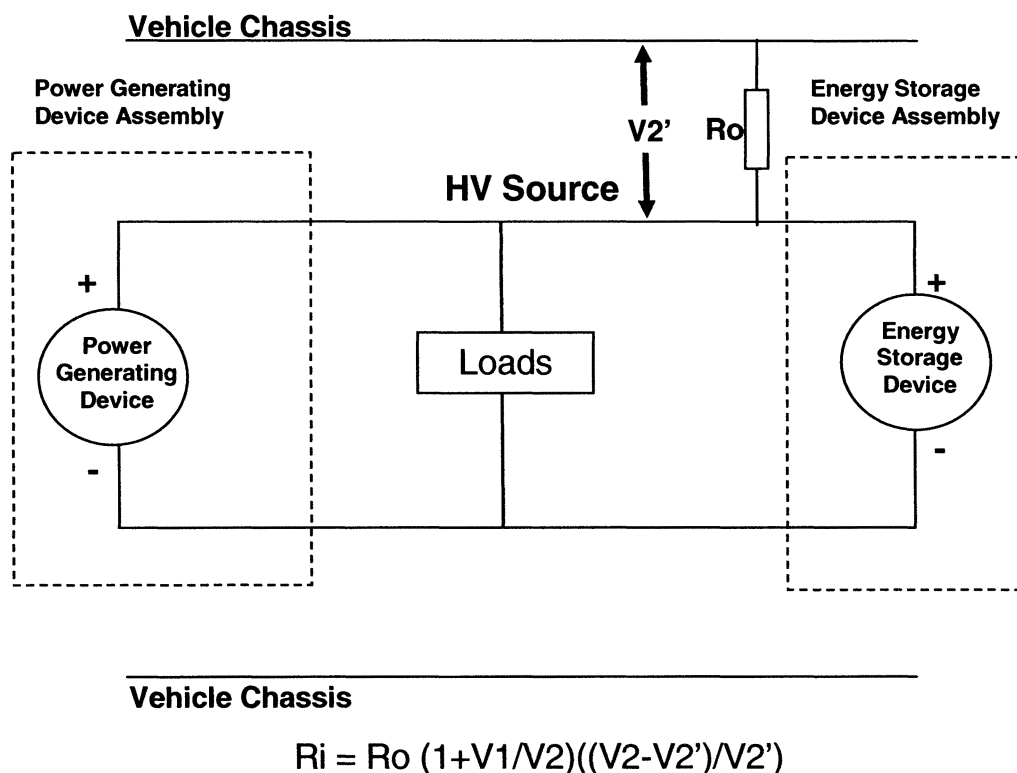 Vehicle Chassis
Power Generating
Device Assembly
Energy Storage
Device Assembly
V2’
Ro
HV Source
+
+
Power
Generating
Device
Loads
Energy
Storage
Device
-
-
Vehicle Chassis
Ri = Ro (1+V1/V2)((V2-V2’)/V2’)